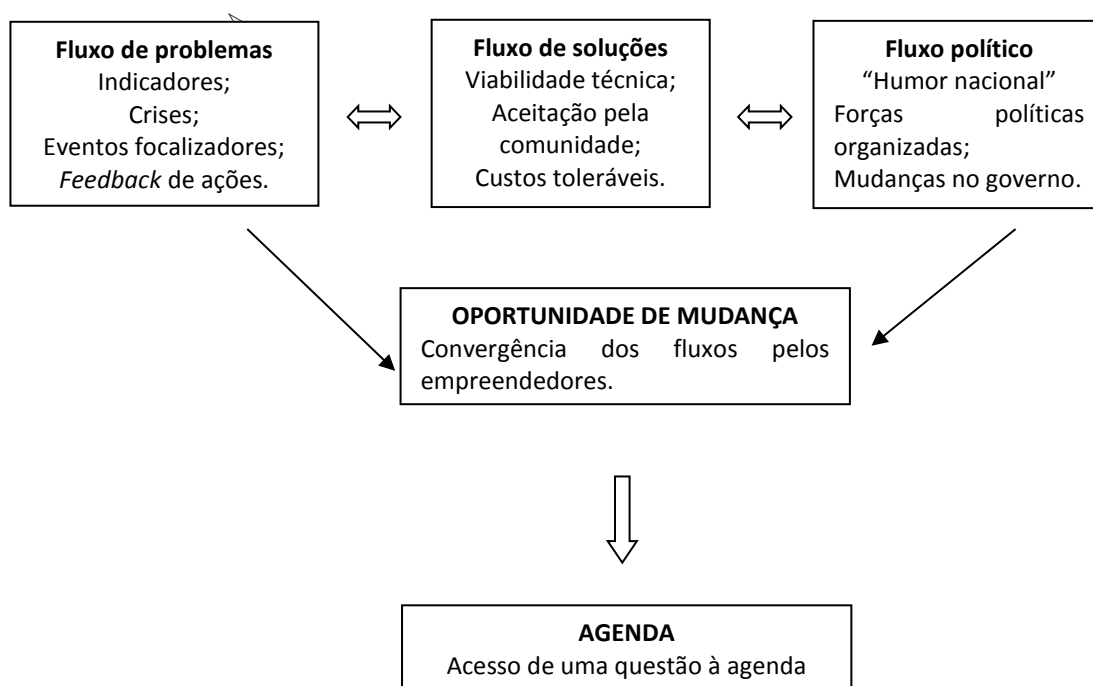 Fluxo de problemas
Indicadores;
Crises;
Eventos focalizadores;
Feedback de ações.
Fluxo de soluções
Viabilidade técnica;
Aceitação pela
comunidade;
Custos toleráveis.
Fluxo político
“Humor nacional”
Forças políticas
organizadas;
Mudanças no governo.
OPORTUNIDADE DE MUDANÇA
Convergência dos fluxos pelos
empreendedores.
AGENDA
Acesso de uma questão à agenda